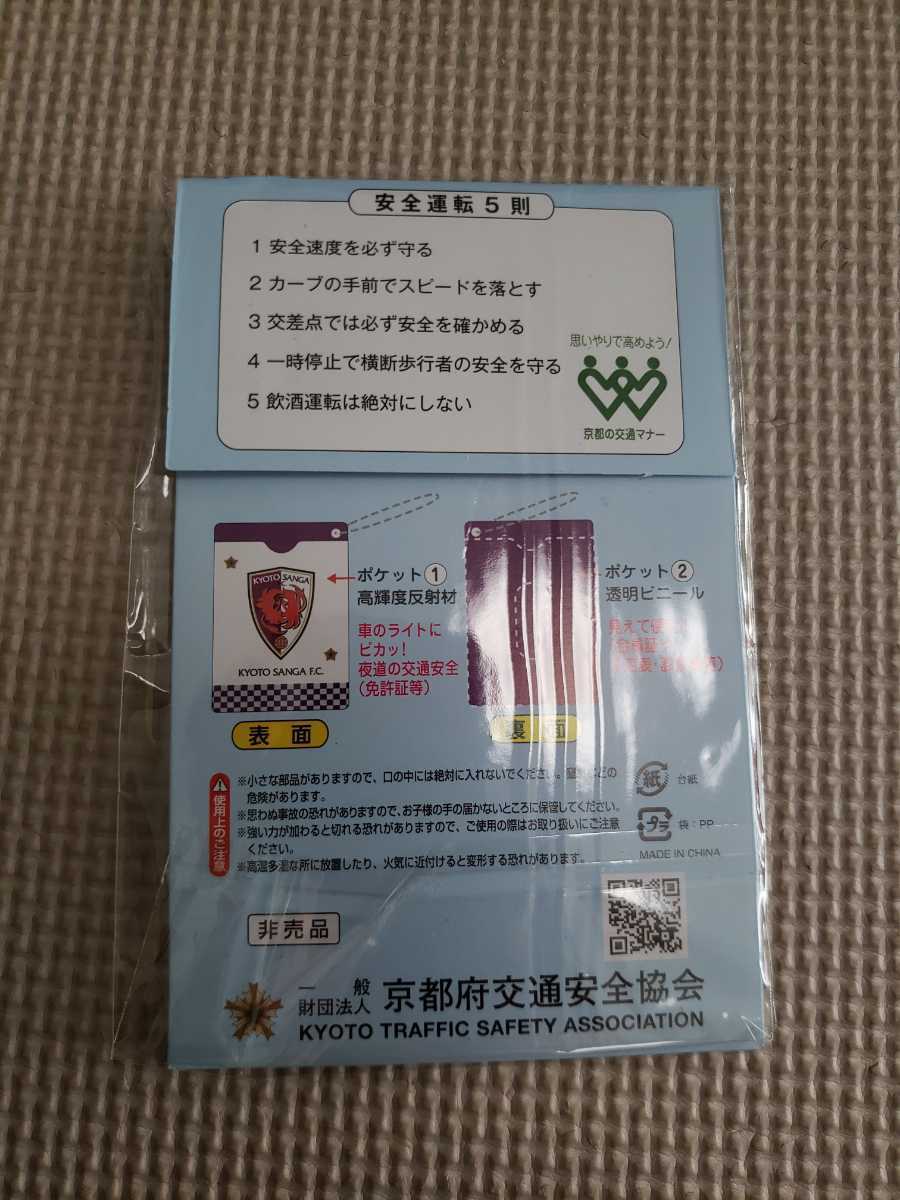 安全運転5則
1 安全速度を必ず守る
2 カーブの手前でスピードを落とす
3 交差点では必ず安全を確かめる
4 一時停止で横断歩行者の安全を守る
5 飲酒運転は絶対にしない
思いやりで高めよう!
京都の交通マナー
KYOTO SANGA
KYOTO SANGA F.C.
ポケット①
高輝度反射材
車のライトに
ピカッ!
夜道の交通安全
(免許証等)
表面
ポケット②
透明ビニール
見えて
裏面
使用上のご注意
※小さな部品がありますので、口の中には絶対に入れないでください。
危険があります。
※思わぬ事故の恐れがありますので、お子様の手の届かないところに保管してください。
※強い力が加わると切れる恐れがありますので、ご使用の際はお取り扱いにご注意
ください。
※高温多湿な所に放置したり、火気に近付けると変形する恐れがあります。
紙 台紙
プラ 袋:PP
MADE IN CHINA
非売品
一般
財団法人 京都府交通安全協会
KYOTO TRAFFIC SAFETY ASSOCIATION